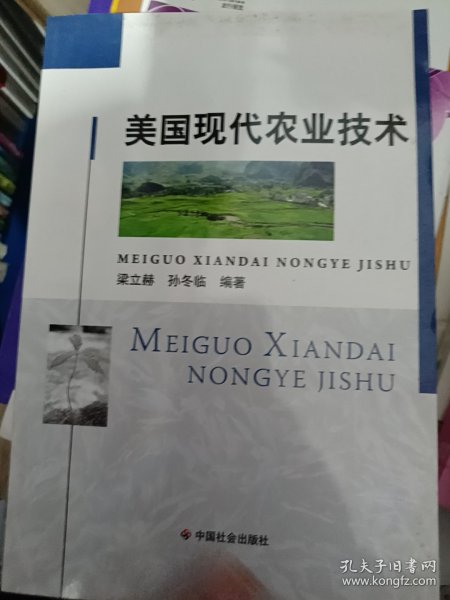 美国现代农业技术
MEIGUO XIANDAI NONGYE JISHU
梁立赫 孙冬临 编著
MEIGUO XIANDAI
NONGYE JISHU
中国社会出版社
孔夫子旧书网
www.kongfz.com